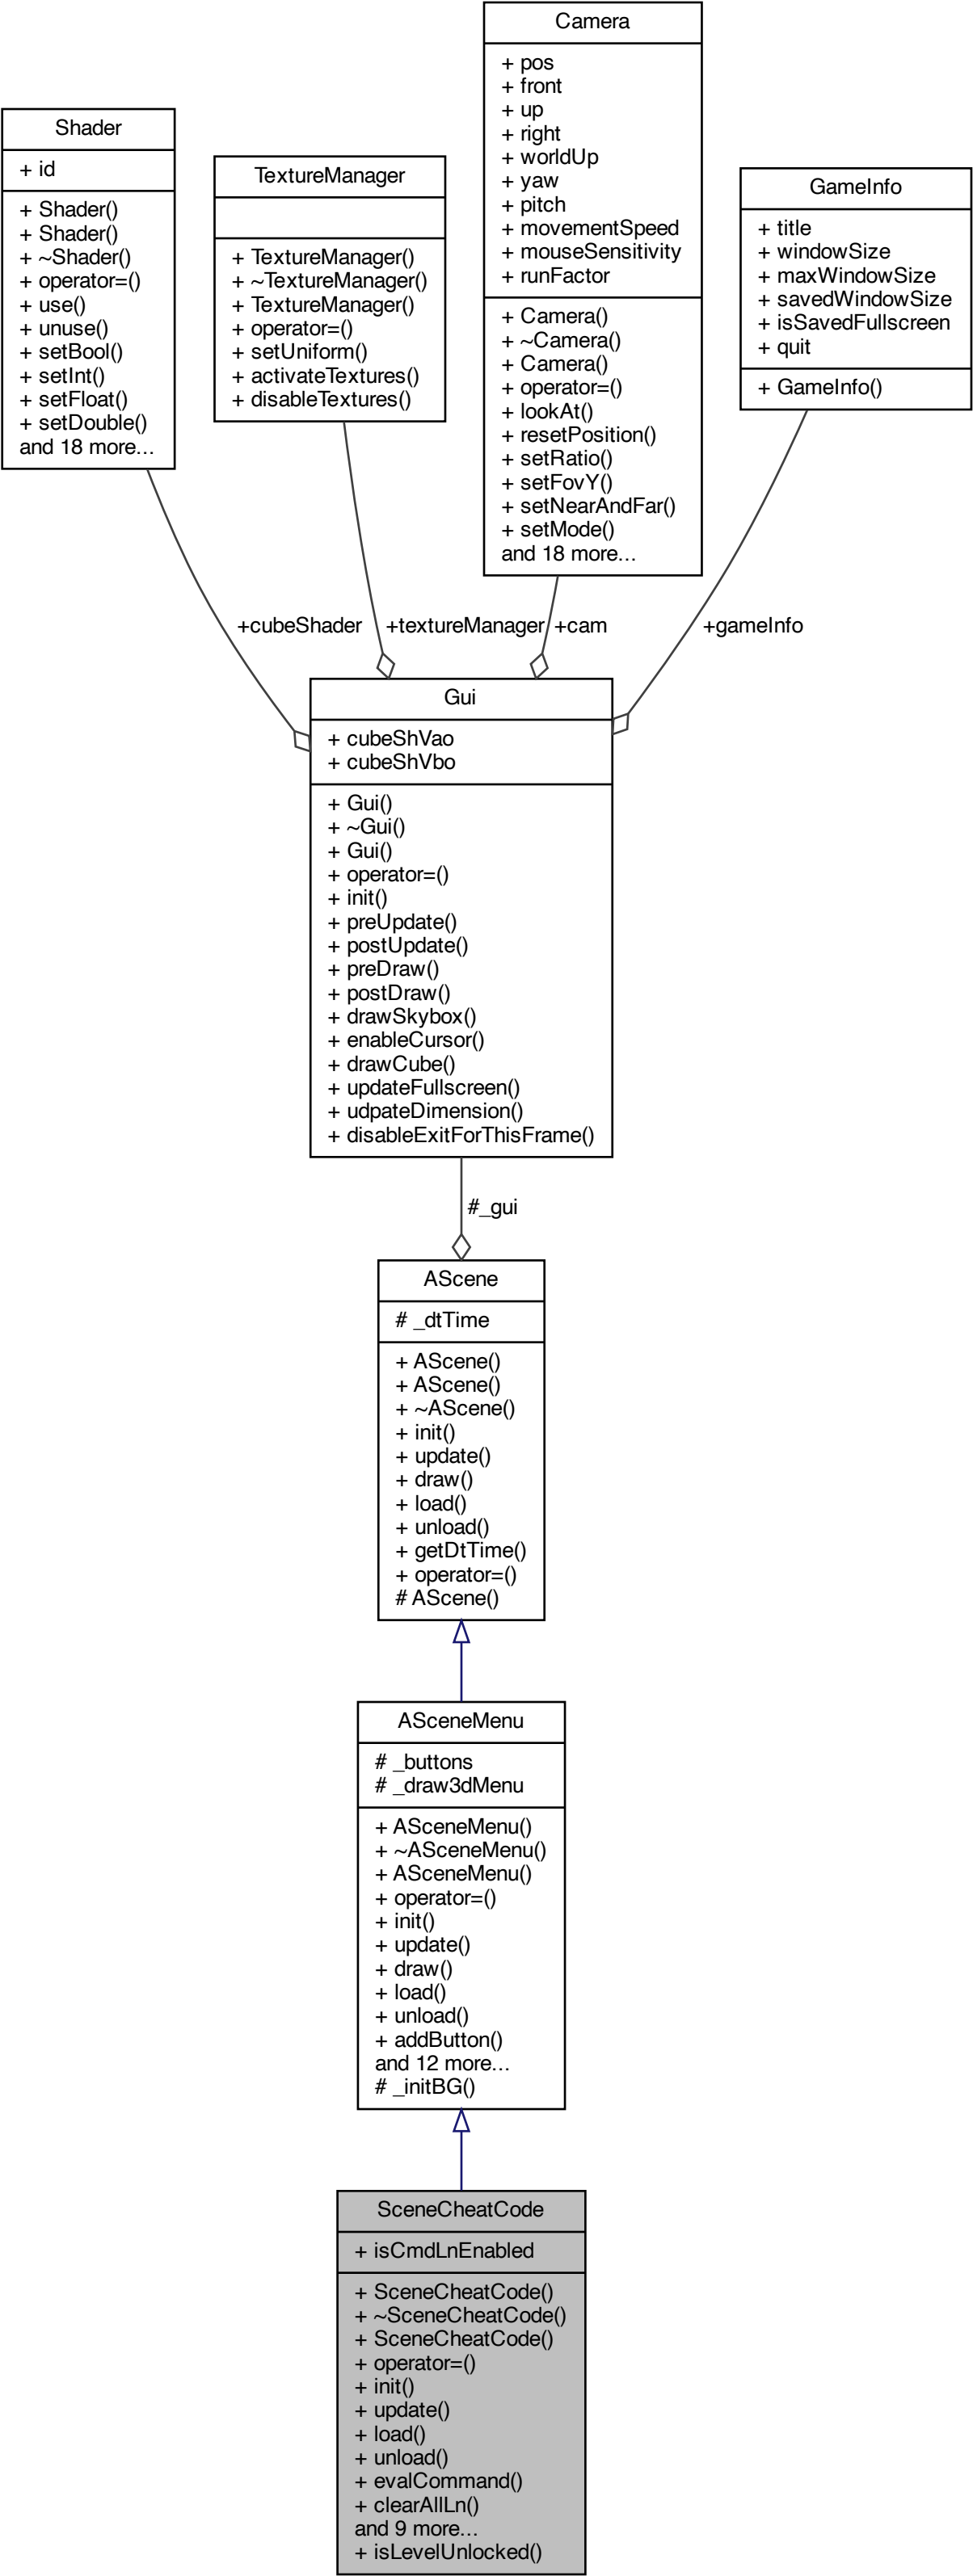 Camera
+ pos
+ front
+ up
+ right
+ worldUp
+ yaw
+ pitch
+ movementSpeed
+ mouseSensitivity
+ runFactor
+ Camera()
+ ~Camera()
+ Camera()
+ operator=()
+ lookAt()
+ resetPosition()
+ setRatio()
+ setFovY()
+ setNearAndFar()
+ setMode()
and 18 more...
Shader
+ id
+ Shader()
+ Shader()
+ ~Shader()
+ operator=()
+ use()
+ unuse()
+ setBool()
+ setInt()
+ setFloat()
+ setDouble()
and 18 more...
TextureManager
+ TextureManager()
+ ~TextureManager()
+ TextureManager()
+ operator=()
+ setUniform()
+ activateTextures()
+ disableTextures()
GameInfo
+ title
+ windowSize
+ maxWindowSize
+ savedWindowSize
+ isSavedFullscreen
+ quit
+ GameInfo()
+cubeShader
+textureManager
+cam
+gameInfo
Gui
+ cubeShVao
+ cubeShVbo
+ Gui()
+ ~Gui()
+ Gui()
+ operator=()
+ init()
+ preUpdate()
+ postUpdate()
+ preDraw()
+ postDraw()
+ drawSkybox()
+ enableCursor()
+ drawCube()
+ updateFullscreen()
+ udpateDimension()
+ disableExitForThisFrame()
#_gui
AScene
# _dtTime
+ AScene()
+ AScene()
+ ~AScene()
+ init()
+ update()
+ draw()
+ load()
+ unload()
+ getDtTime()
+ operator=()
# AScene()
ASceneMenu
# _buttons
# _draw3dMenu
+ ASceneMenu()
+ ~ASceneMenu()
+ ASceneMenu()
+ operator=()
+ init()
+ update()
+ draw()
+ load()
+ unload()
+ addButton()
and 12 more...
# _initBG()
SceneCheatCode
+ isCmdLnEnabled
+ SceneCheatCode()
+ ~SceneCheatCode()
+ SceneCheatCode()
+ operator=()
+ init()
+ update()
+ load()
+ unload()
+ evalCommand()
+ clearAllLn()
and 9 more...
+ isLevelUnlocked()